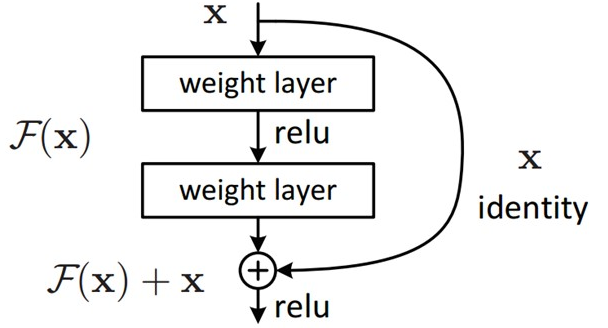 x
weight layer
F(x)
relu
x
weight layer
identity
F(x) + x
relu